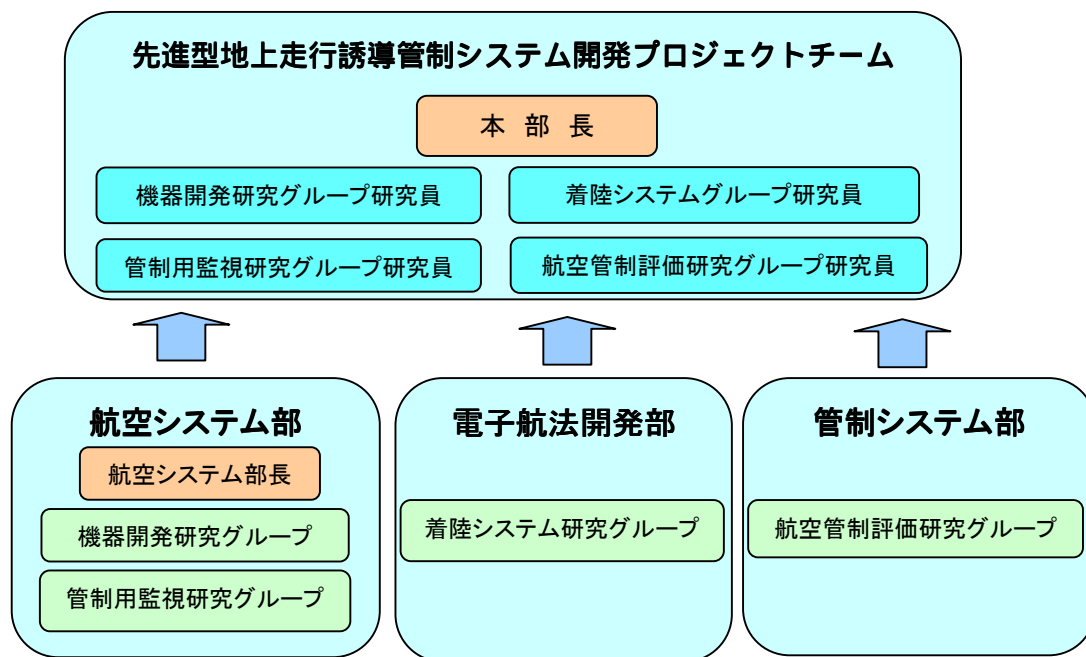 先進型地上走行誘導管制システム開発プロジェクトチーム
本 部 長
機器開発研究グループ研究員
着陸システムグループ研究員
管制用監視研究グループ研究員
航空管制評価研究グループ研究員
航空システム部
航空システム部長
機器開発研究グループ
管制用監視研究グループ
電子航法開発部
着陸システム研究グループ
管制システム部
航空管制評価研究グループ